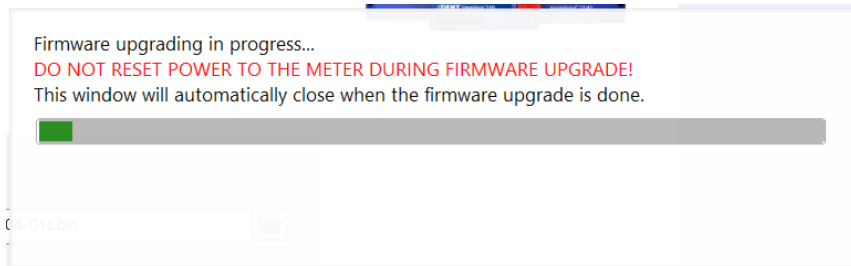 DENT
Firmware upgrading in progress...
DO NOT RESET POWER TO THE METER DURING FIRMWARE UPGRADE!
This window will automatically close when the firmware upgrade is done.
04-01s.bin